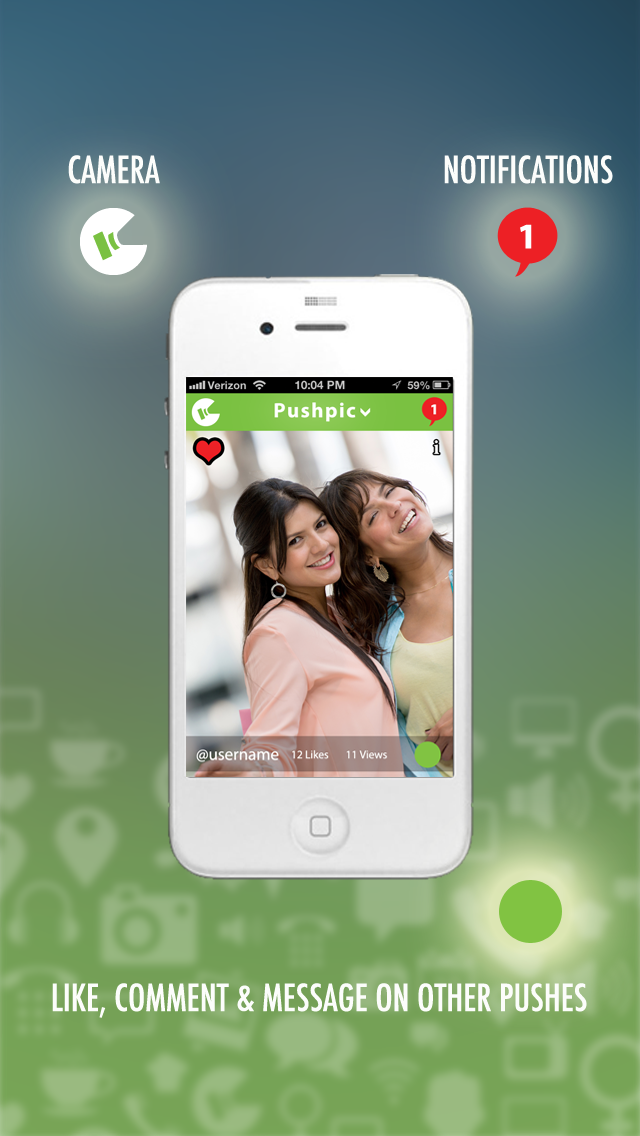 CAMERA
NOTIFICATIONS
1
Verizon 10:04 PM 59%
Pushpic
1
i
@username 12 Likes 11 Views
LIKE, COMMENT & MESSAGE ON OTHER PUSHES